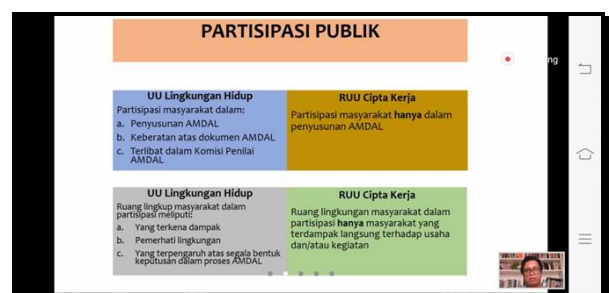 PARTISIPASI PUBLIK
ng
UU Lingkungan Hidup
Partisipasi masyarakat dalam:
a. Penyusunan AMDAL
b. Keberatan atas dokumen AMDAL
c. Terlibat dalam Komisi Penilai
AMDAL
RUU Cipta Kerja
Partisipasi masyarakat hanya dalam
penyusunan AMDAL
UU Lingkungan Hidup
Ruang lingkup masyarakat dalam
partisipasi meliputi:
a. Yang terkena dampak
b. Pemerhati lingkungan
c. Yang terpengaruh atas segala bentuk
keputusan dalam proses AMDAL
RUU Cipta Kerja
Ruang lingkungan masyarakat dalam
partisipasi hanya masyarakat yang
terdampak langsung terhadap usaha
dan/atau kegiatan